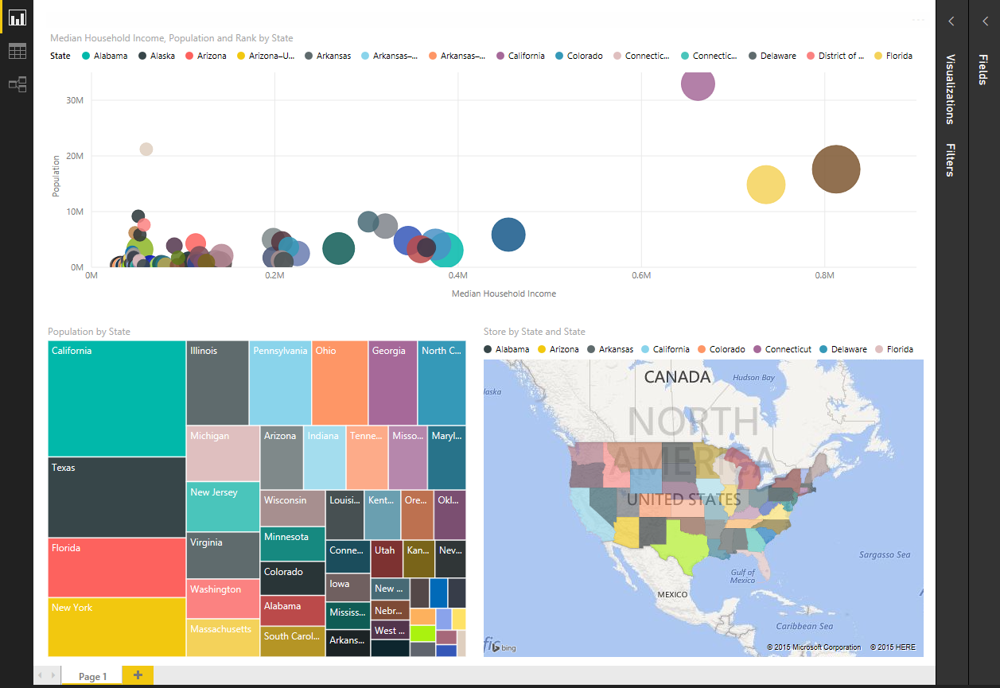 Median Household Income, Population and Rank by State
State Alabama Alaska Arizona Arizona–U... Arkansas Arkansas–... Arkansas–... California Colorado Connectic... Connectic... Delaware District of ... Florida
30M
20M
10M
0M
Population
0M 0.2M 0.4M 0.6M 0.8M
Median Household Income
Visualizations
Filters
Fields
Population by State
California
Texas
Florida
New York
Illinois
Pennsylvania
Ohio
Georgia
North C...
Michigan
New Jersey
Virginia
Washington
Massachusetts
Arizona
Indiana
Tenne...
Misso...
Maryl...
Wisconsin
Minnesota
Colorado
Alabama
South Carol...
Louisi...
Kent...
Ore...
Okl...
Conne...
Iowa
Mississ...
Arkans...
Utah
Kan...
Nev...
New ...
Nebr...
West ...
Store by State and State
Alabama Arizona Arkansas California Colorado Connecticut Delaware Florida
CANADA
Hudson Bay
laska
NORTH
AMERICA
UNITED STATES
Sargasso Sea
Gulf of
Mexico
MEXICO
Caribbean Sea
fic
bing
© 2015 Microsoft Corporation © 2015 HERE
Page 1